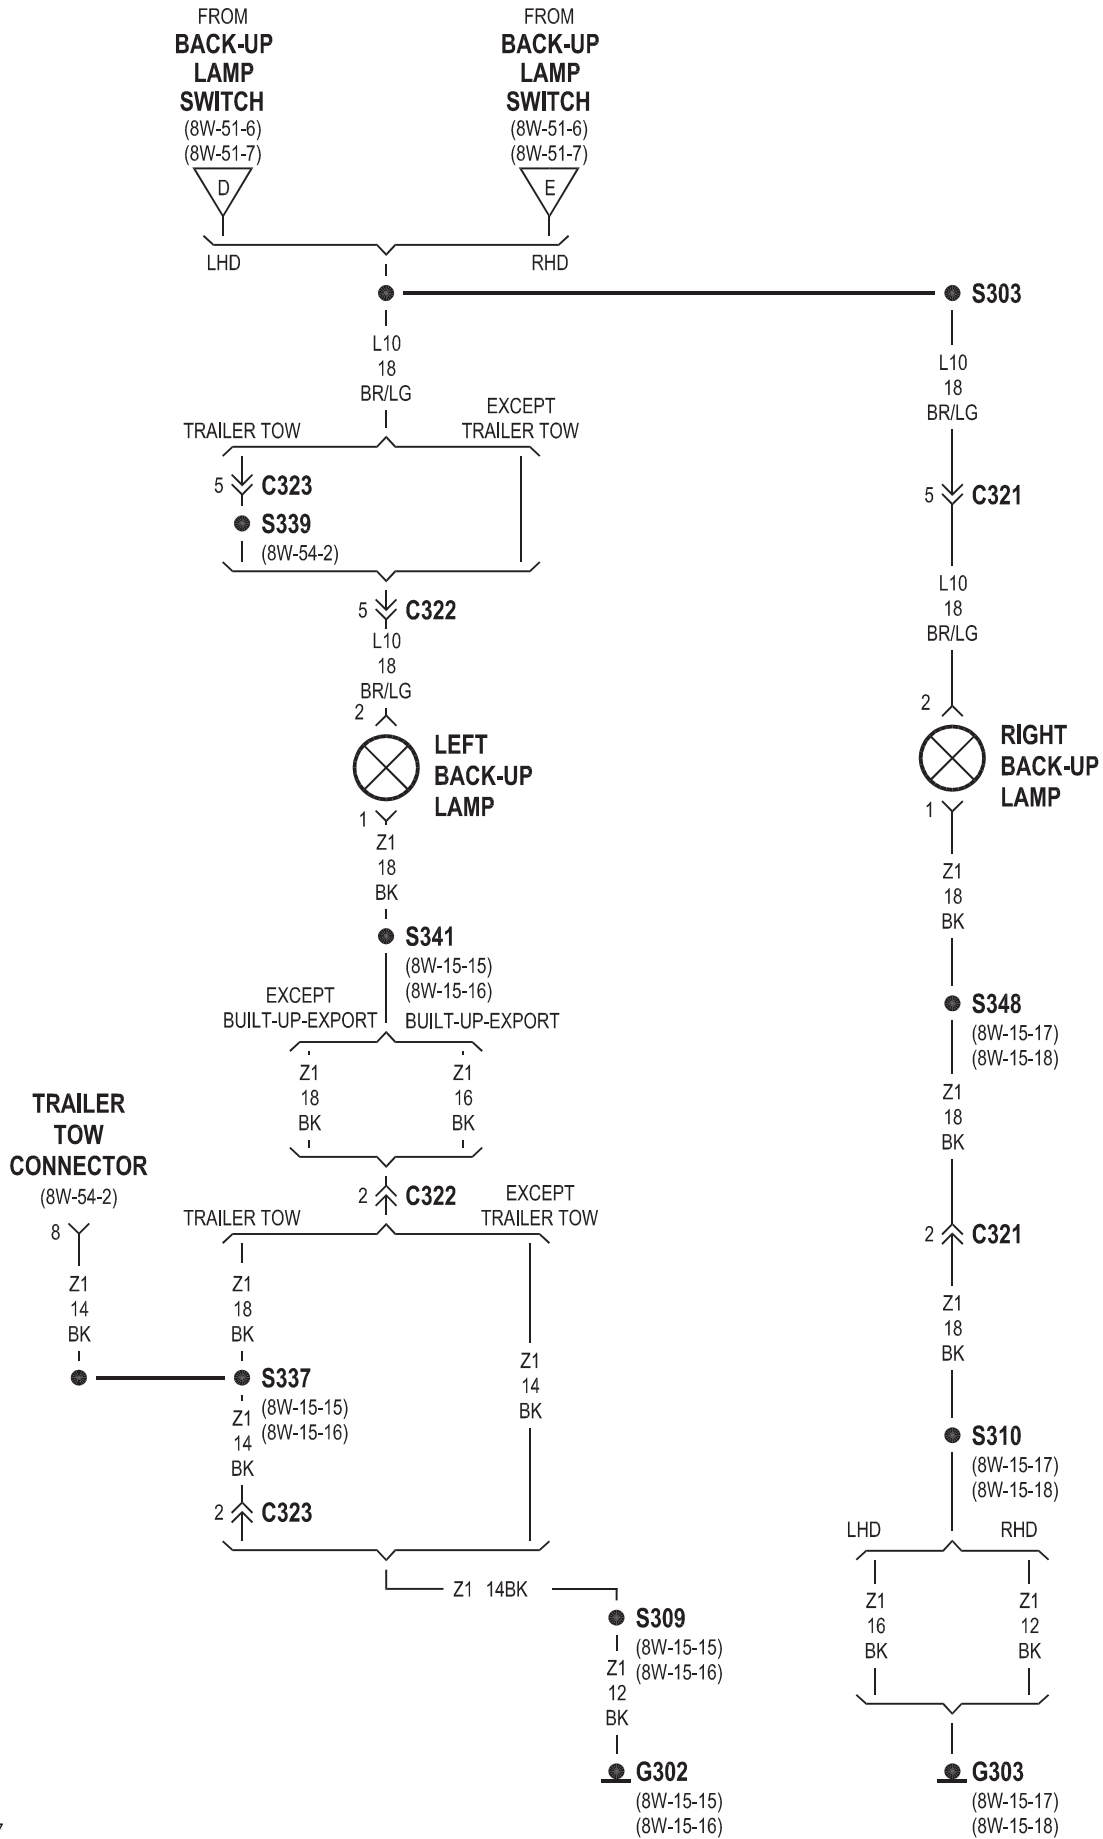 FROM
BACK-UP
LAMP
SWITCH
(8W-51-6)
(8W-51-7)
D
LHD
FROM
BACK-UP
LAMP
SWITCH
(8W-51-6)
(8W-51-7)
E
RHD
S303
L10
18
BR/LG
TRAILER TOW
EXCEPT
TRAILER TOW
5 C323
S339
(8W-54-2)
5 C322
L10
18
BR/LG
2
LEFT
BACK-UP
LAMP
1
Z1
18
BK
S341
(8W-15-15)
(8W-15-16)
EXCEPT
BUILT-UP-EXPORT
BUILT-UP-EXPORT
Z1
18
BK
Z1
16
BK
2 C322
TRAILER TOW
EXCEPT
TRAILER TOW
TRAILER
TOW
CONNECTOR
(8W-54-2)
8
Z1
14
BK
Z1
18
BK
S337
(8W-15-15)
(8W-15-16)
Z1
14
BK
2 C323
Z1
14
BK
Z1 14BK
S309
(8W-15-15)
(8W-15-16)
Z1
12
BK
G302
(8W-15-15)
(8W-15-16)
L10
18
BR/LG
5 C321
L10
18
BR/LG
2
RIGHT
BACK-UP
LAMP
1
Z1
18
BK
S348
(8W-15-17)
(8W-15-18)
Z1
18
BK
2 C321
Z1
18
BK
S310
(8W-15-17)
(8W-15-18)
LHD
RHD
Z1
16
BK
Z1
12
BK
G303
(8W-15-17)
(8W-15-18)